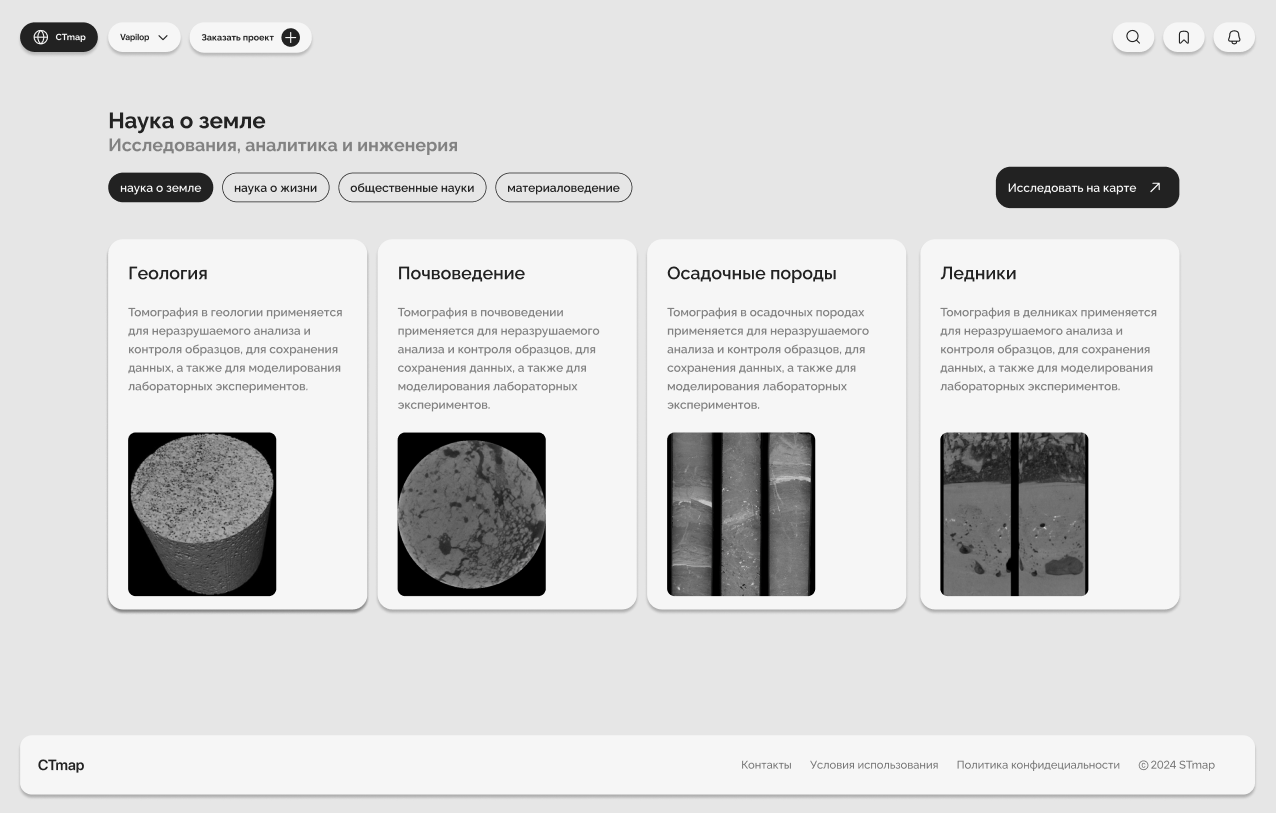 CTmap
Vapilop
Заказать проект
Наука о земле
Исследования, аналитика и инженерия
наука о земле
наука о жизни
общественные науки
материаловедение
Исследовать на карте
Геология
Томография в геологии применяется
для неразрушаемого анализа и
контроля образцов, для сохранения
данных, а также для моделирования
лабораторных экспериментов.
Почвоведение
Томография в почвоведении
применяется для неразрушаемого
анализа и контроля образцов, для
сохранения данных, а также для
моделирования лабораторных
экспериментов.
Осадочные породы
Томография в осадочных породах
применяется для неразрушаемого
анализа и контроля образцов, для
сохранения данных, а также для
моделирования лабораторных
экспериментов.
Ледники
Томография в делниках применяется
для неразрушаемого анализа и
контроля образцов, для сохранения
данных, а также для моделирования
лабораторных экспериментов.
CTmap
Контакты
Условия использования
Политика конфидециальности
© 2024 STmap